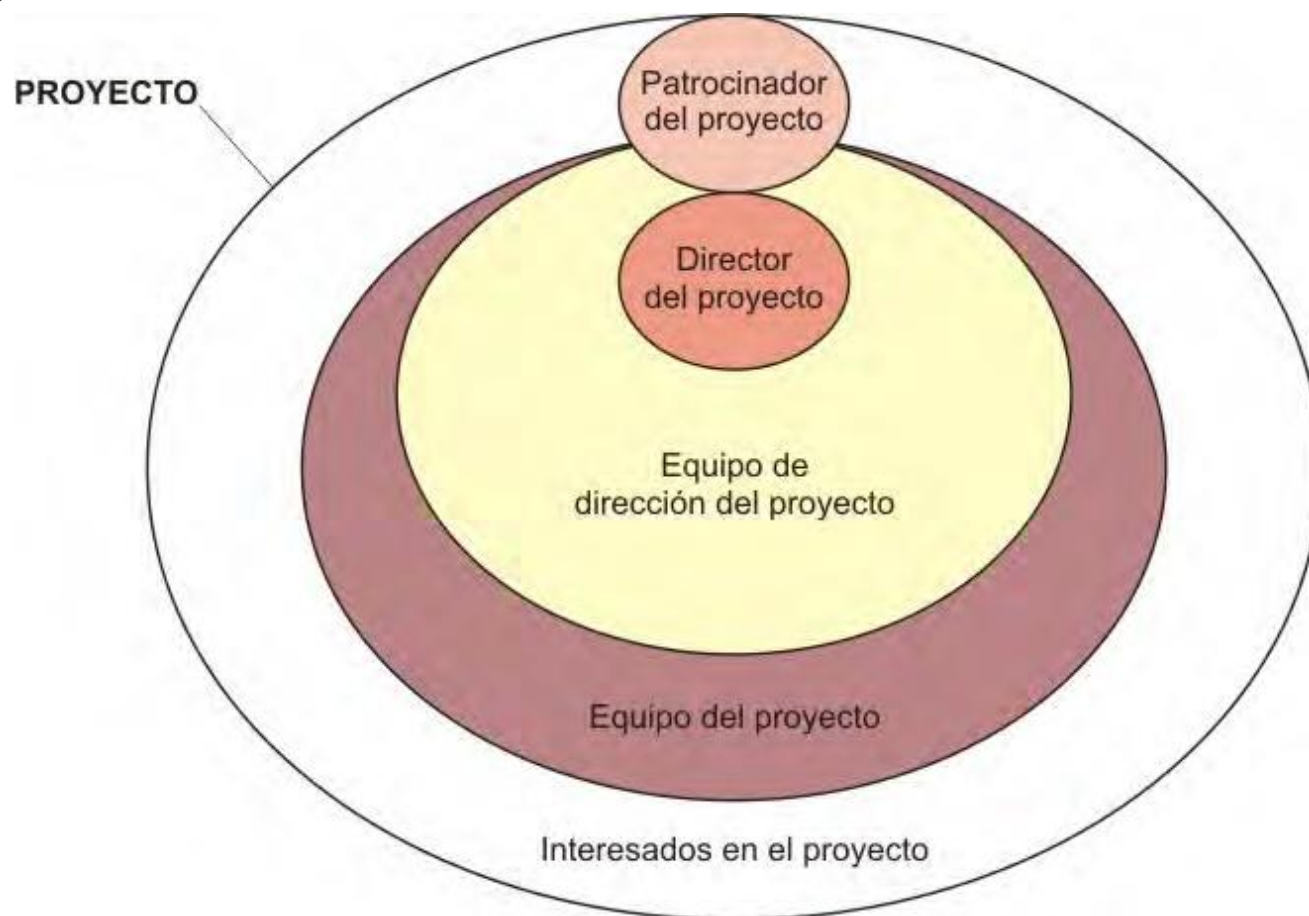 PROYECTO
Patrocinador
del proyecto
Director
del proyecto
Equipo de
dirección del proyecto
Equipo del proyecto
Interesados en el proyecto